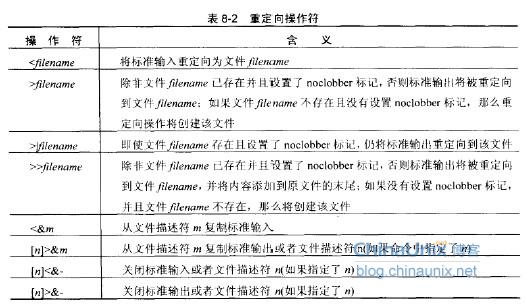 表 8-2 重定向操作符
操 作 符 含 义
<filename 将标准输入重定向为文件 filename
>filename 除非文件 filename 已存在并且设置了 noclobber 标记，否则标准输出将被重定向
到文件 filename；如果文件 filename 不存在且没有设置 noclobber 标记，那么重
定向操作将创建该文件
>|filename 即使文件 filename 存在且设置了 noclobber 标记，仍将标准输出重定向到该文件
>>filename 除非文件 filename 已存在并且设置了 noclobber 标记，否则标准输出将被重定向
到文件 filename，并将内容添加到原文件的末尾；如果没有设置 noclobber 标记，
并且文件 filename 不存在，那么将创建该文件
<&m 从文件描述符 m 复制标准输入
[n]>&m 从文件描述符 m 复制标准输出或者文件描述符 n(如果命令中指定了 n)
[n]<&- 关闭标准输入或者文件描述符 n(如果指定了 n)
[n]>&- 关闭标准输出或者文件描述符 n(如果指定了 n)
ChinaUnix 博客
blog.chinaunix.net